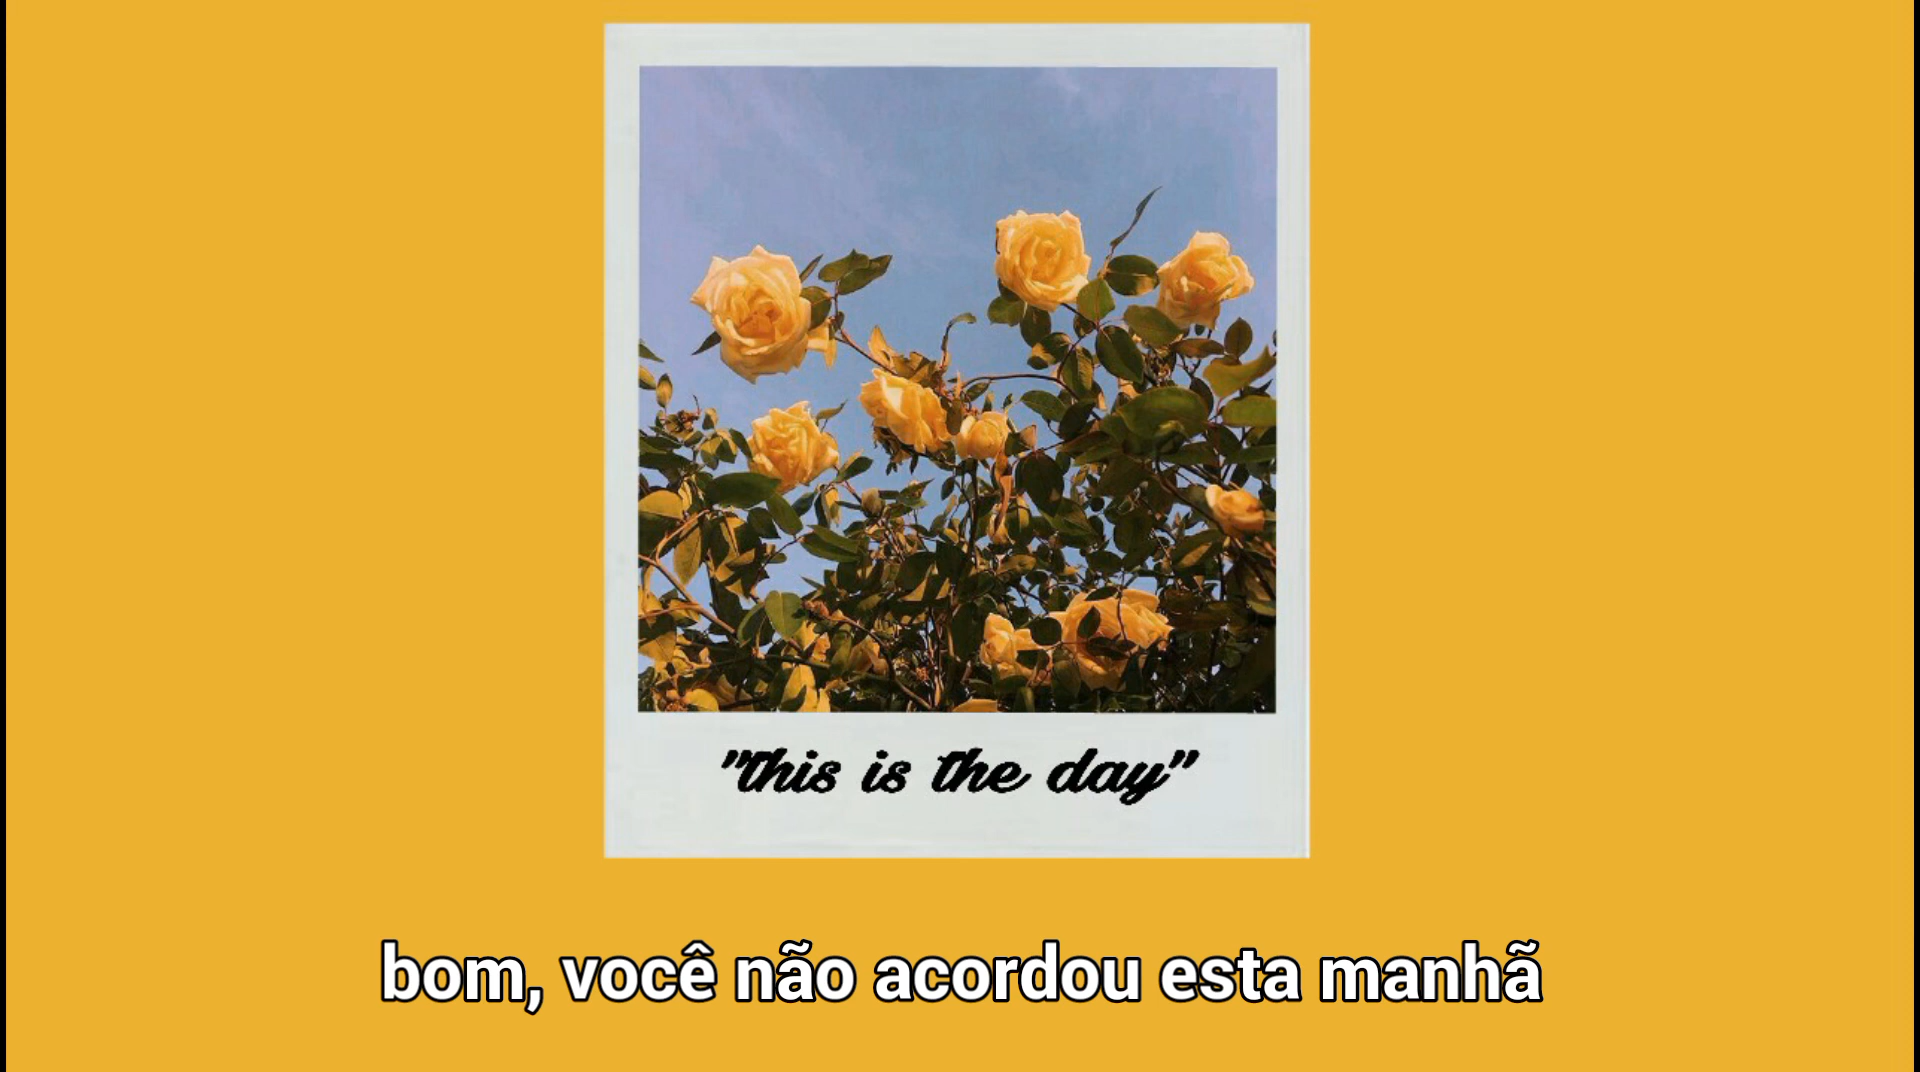 "this is the day"
bom, você não acordou esta manhã